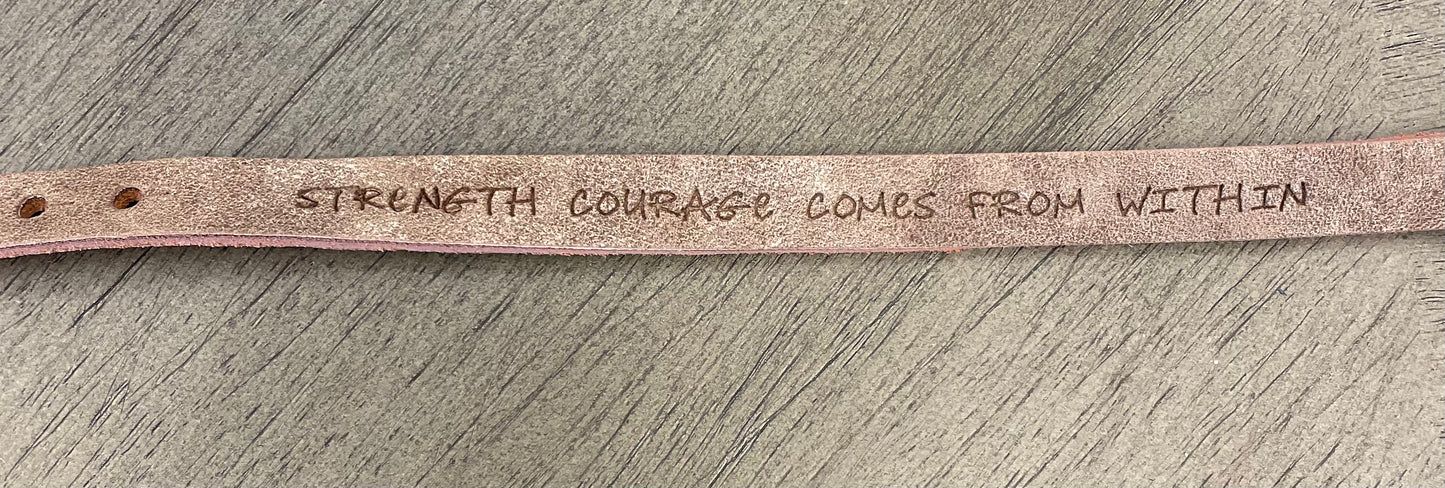 STReNGTH COURAGe COMes FROM WITHIN